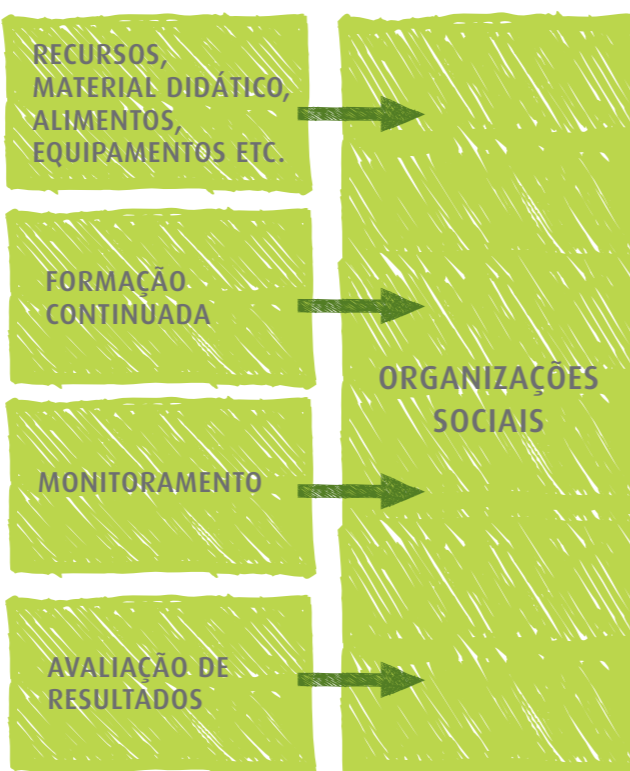 RECURSOS,
MATERIAL DIDÁTICO,
ALIMENTOS,
EQUIPAMENTOS ETC.
FORMAÇÃO
CONTINUADA
MONITORAMENTO
AVALIAÇÃO DE
RESULTADOS
ORGANIZAÇÕES
SOCIAIS